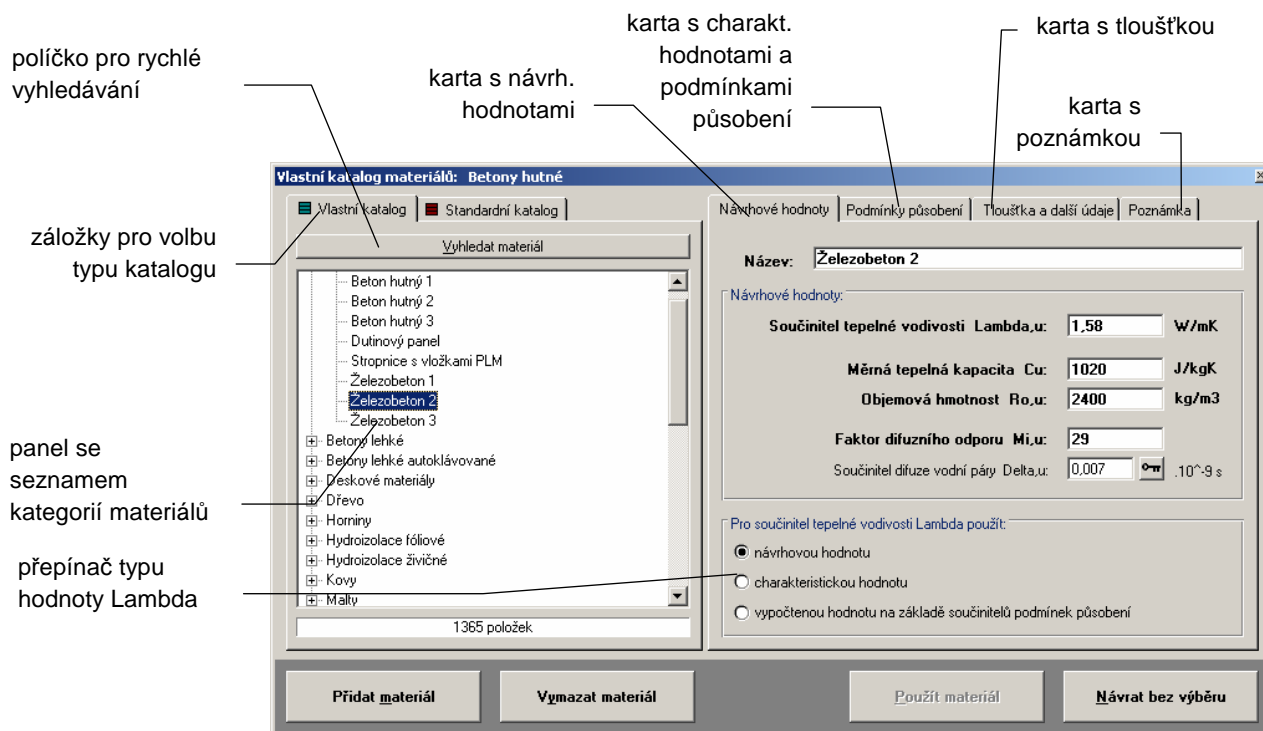 karta s charakt.
hodnotami a
podmínkami
působení
karta s tloušťkou
políčko pro rychlé
vyhledávání
karta s návrh.
hodnotami
karta s
poznámkou
Vlastní katalog materiálů: Betony hutné
Vlastní katalog Standardní katalog
Návrhové hodnoty Podmínky působení Tloušťka a další údaje Poznámka
záložky pro volbu
typu katalogu
Vyhledat materiál
Název: Železobeton 2
Beton hutný 1
Beton hutný 2
Beton hutný 3
Dutinový panel
Stropnice s vložkami PLM
Železobeton 1
Železobeton 2
Železobeton 3
Betony lehké
Betony lehké autoklávované
Deskové materiály
Dřevo
Horniny
Hydroizolace fóliové
Hydroizolace živičné
Kovy
Malty
1365 položek
Návrhové hodnoty:
Součinitel tepelné vodivosti Lambda,u: 1,58 W/mK
Měrná tepelná kapacita Cu: 1020 J/kgK
Objemová hmotnost Ro,u: 2400 kg/m3
Faktor difuzního odporu Mi,u: 29
Součinitel difuze vodní páry Delta,u: 0,007 .10^-9 s
panel se
seznamem
kategorií materiálů
přepínač typu
hodnoty Lambda
Pro součinitel tepelné vodivosti Lambda použít:
návrhovou hodnotu
charakteristickou hodnotu
vypočtenou hodnotu na základě součinitelů podmínek působení
Přidat materiál Vymazat materiál Použít materiál Návrat bez výběru